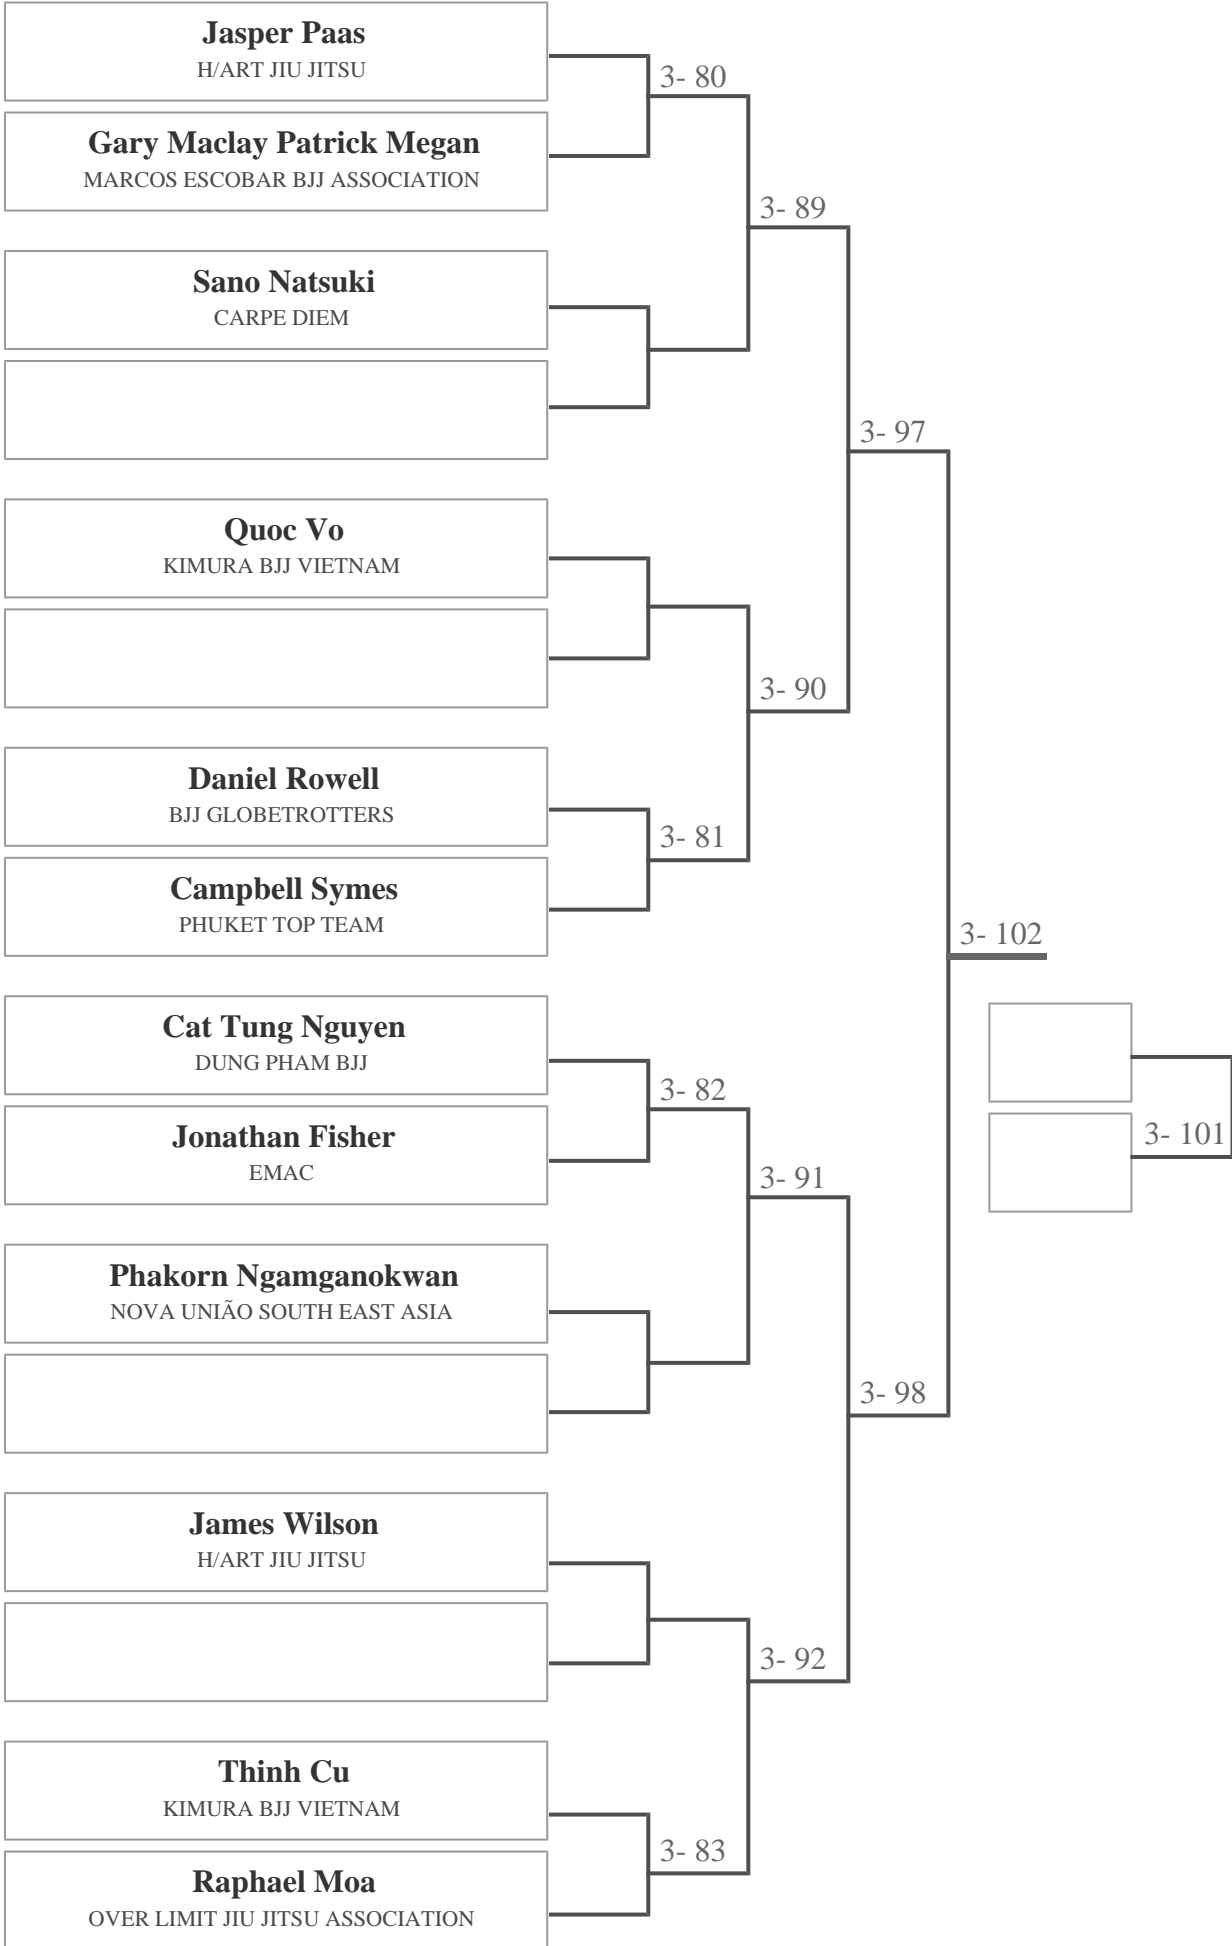 Jasper Paas
H/ART JIU JITSU
3- 80
Gary Maclay Patrick Megan
MARCOS ESCOBAR BJJ ASSOCIATION
3- 89
Sano Natsuki
CARPE DIEM
3- 97
Quoc Vo
KIMURA BJJ VIETNAM
3- 90
Daniel Rowell
BJJ GLOBETROTTERS
3- 81
Campbell Symes
PHUKET TOP TEAM
3- 102
Cat Tung Nguyen
DUNG PHAM BJJ
3- 82
Jonathan Fisher
EMAC
3- 101
3- 91
Phakorn Ngamganokwan
NOVA UNIÃO SOUTH EAST ASIA
3- 98
James Wilson
H/ART JIU JITSU
3- 92
Thinh Cu
KIMURA BJJ VIETNAM
3- 83
Raphael Moa
OVER LIMIT JIU JITSU ASSOCIATION